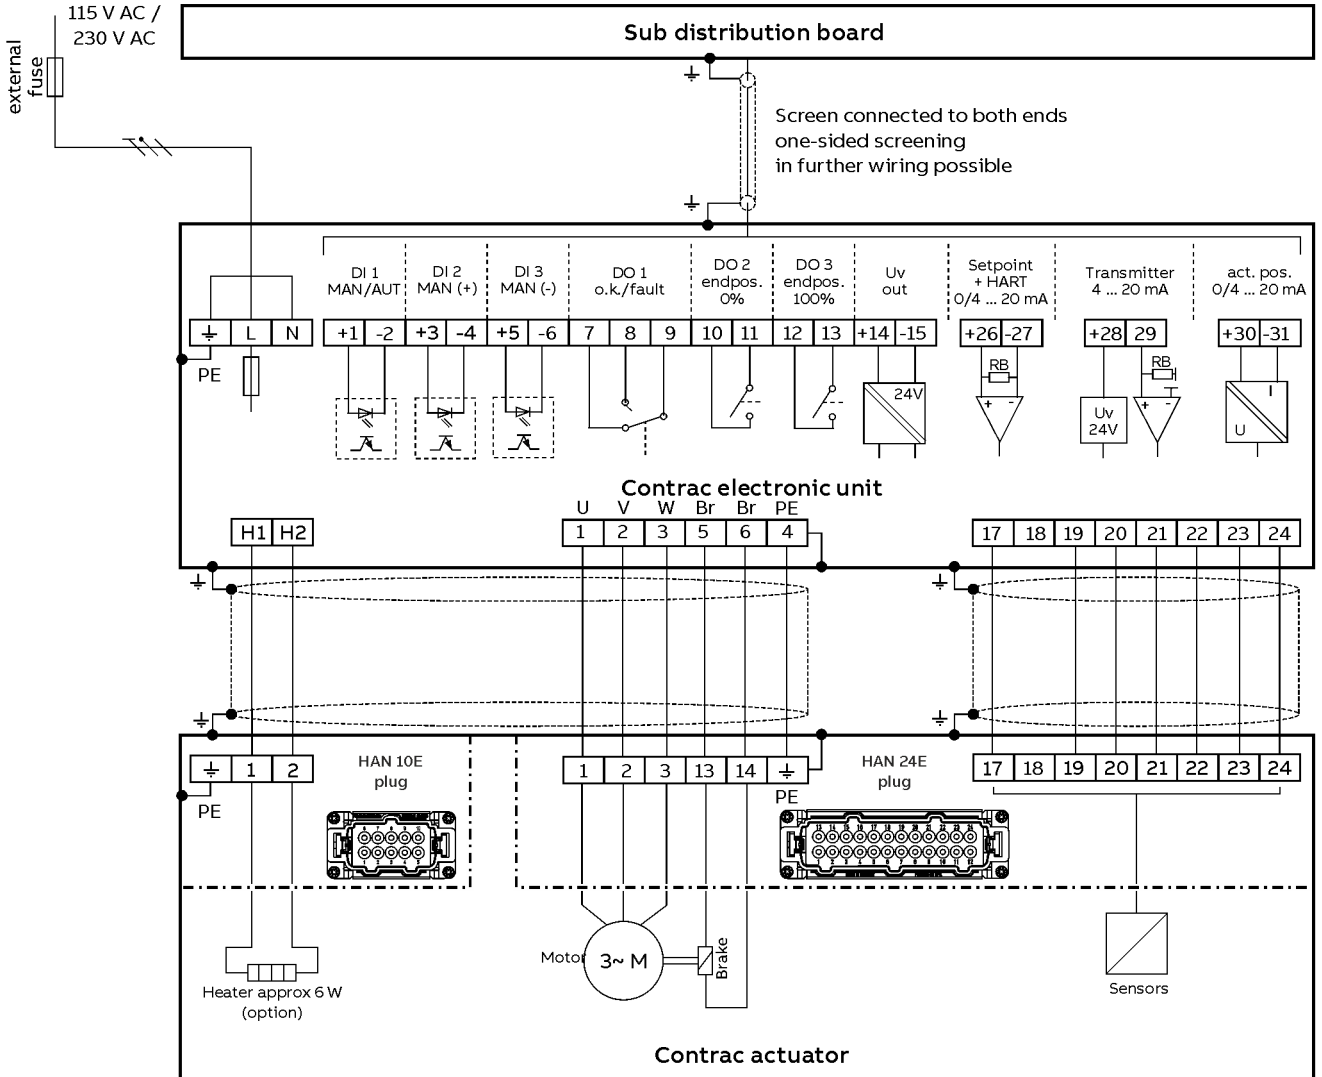 115 V AC /
230 V AC
external
fuse
Sub distribution board
Screen connected to both ends
one-sided screening
in further wiring possible
DI 1
MAN/AUT
DI 2
MAN (+)
DI 3
MAN (-)
DO 1
o.k./fault
DO 2
endpos.
0%
DO 3
endpos.
100%
Uv
out
Setpoint
+ HART
0/4 ... 20 mA
Transmitter
4 ... 20 mA
act. pos.
0/4 ... 20 mA
L N +1 -2 +3 -4 +5 -6 7 8 9 10 11 12 13 +14 -15 +26 -27 +28 29 +30 -31
PE
24V
RB
+ -
Uv
24V
RB
+ -
I
U
Contrac electronic unit
U V W Br Br PE
H1 H2 1 2 3 5 6 4 17 18 19 20 21 22 23 24
1 2
PE
HAN 10E
plug
1 2 3 13 14
PE
HAN 24E
plug
17 18 19 20 21 22 23 24
Motor
3~ M
Brake
Heater approx 6 W
(option)
Sensors
Contrac actuator